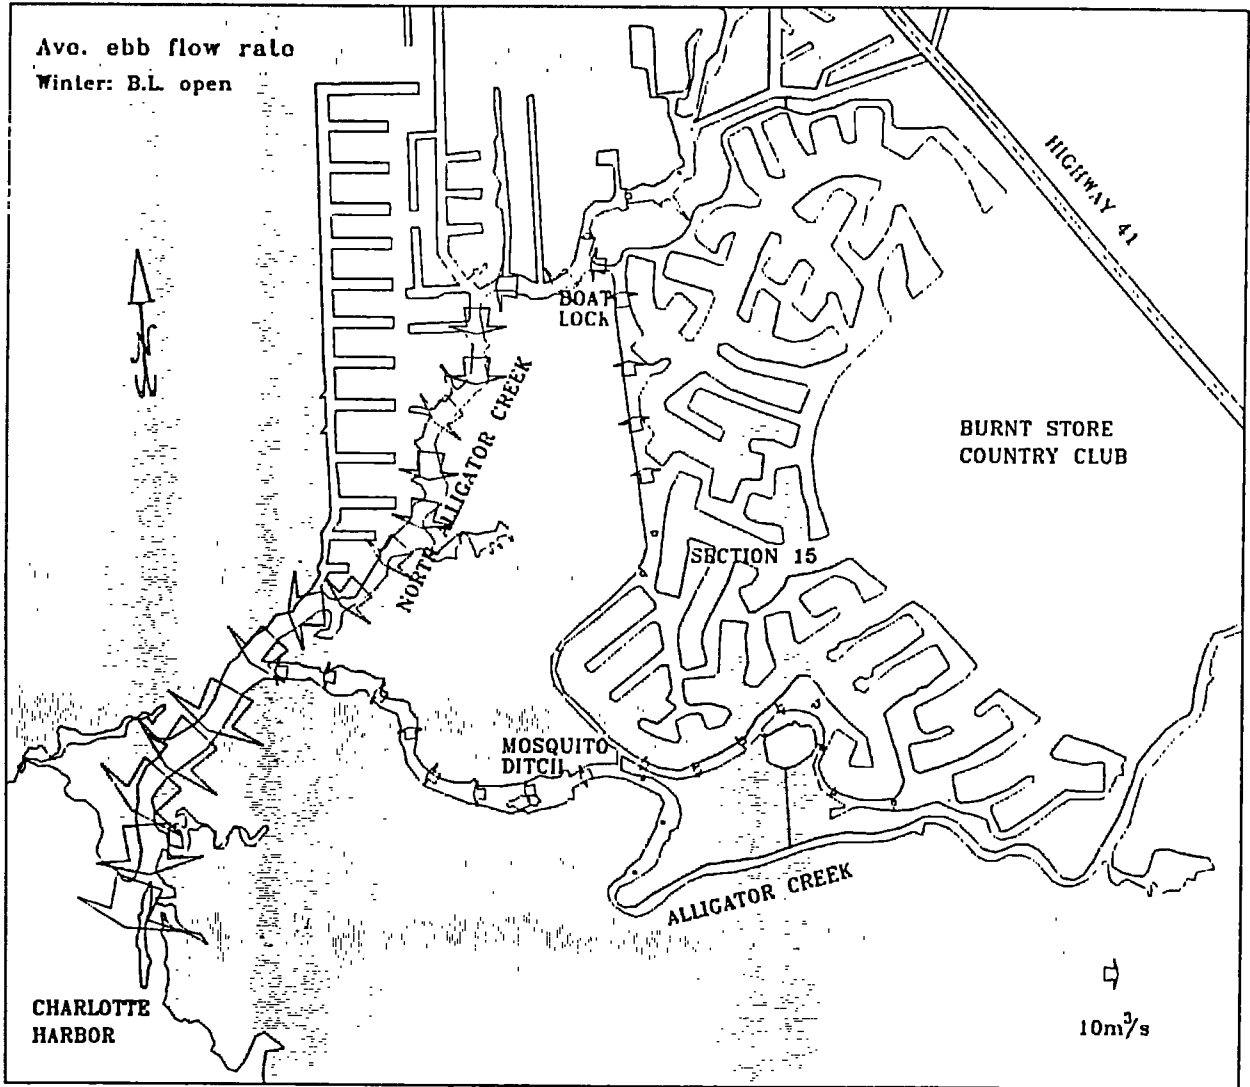 Ave. ebb flow rate
Winter: B.L. open
HIGHWAY 41
BOAT
LOCK
NORTH ALLIGATOR CREEK
BURNT STORE
COUNTRY CLUB
SECTION 15
MOSQUITO
DITCH
ALLIGATOR CREEK
CHARLOTTE
HARBOR
10m³/s
N